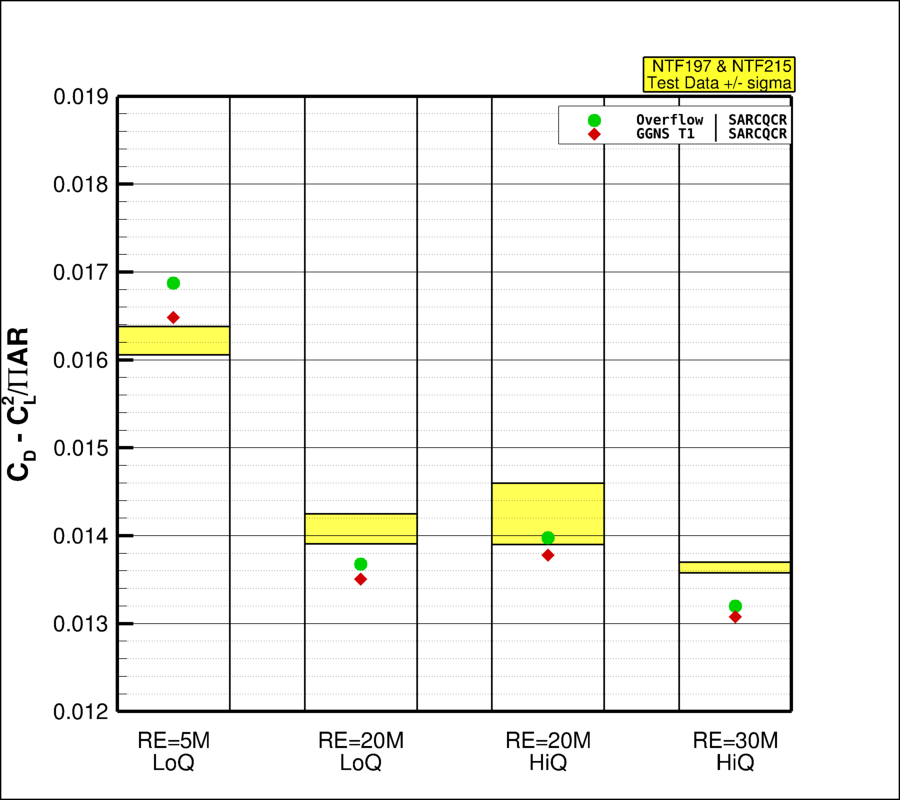 NTF197 & NTF215
Test Data +/- sigma
Overflow | SARCQCR
GGNS T1 | SARCQCR
0.019
0.018
0.017
0.016
0.015
0.014
0.013
0.012
C_D - C_L^2/ΠAR
RE=5M
LoQ
RE=20M
LoQ
RE=20M
HiQ
RE=30M
HiQ